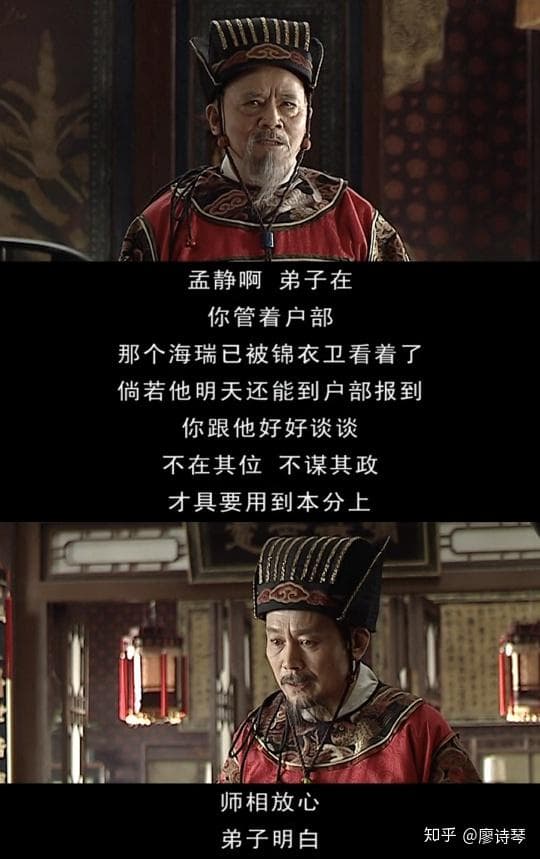 孟静啊 弟子在
你管着户部
那个海瑞已被锦衣卫看着了
倘若他明天还能到户部报到
你跟他好好谈谈
不在其位 不谋其政
才具要用到本分上
师相放心
弟子明白
知乎 @廖诗琴